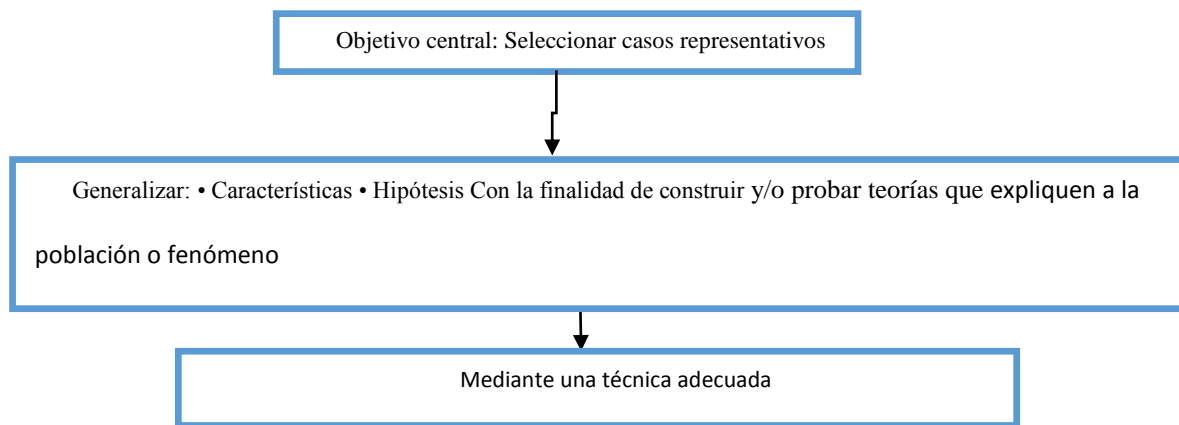 Objetivo central: Seleccionar casos representativos
Generalizar: • Características • Hipótesis Con la finalidad de construir y/o probar teorías que expliquen a la
población o fenómeno
Mediante una técnica adecuada